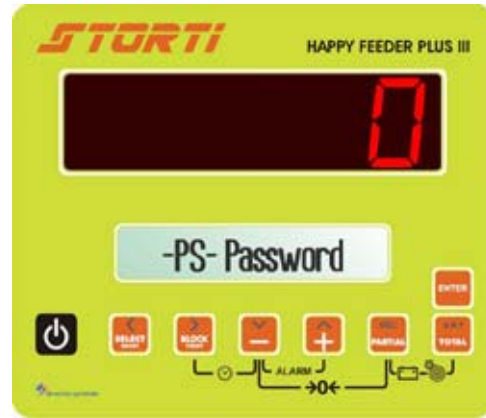 STORTI
HAPPY FEEDER PLUS III
0
-PS- Password
ENTER
SELECT
BLOCK
PARTIAL
TOTAL
ALARM
→0←